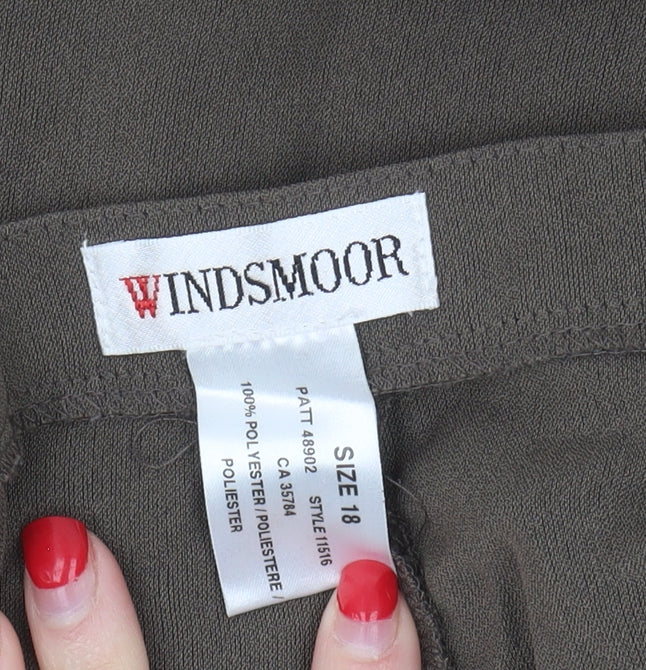 WINDSMOOR
SIZE 18
PATT 48902 STYLE 11516
CA 35784
100% POLYESTER / POLIESTERE /
POLIESTER